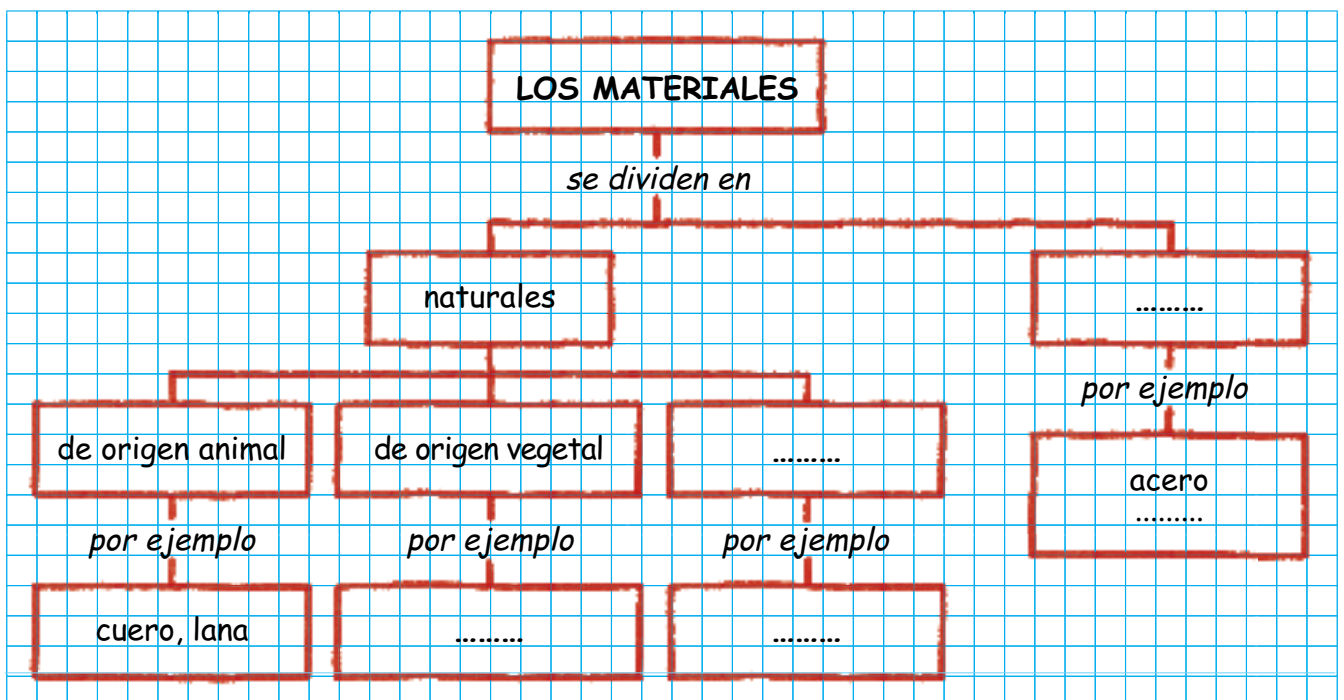 LOS MATERIALES
se dividen en
naturales
.........
por ejemplo
de origen animal
de origen vegetal
.........
acero
.........
por ejemplo
por ejemplo
por ejemplo
cuero, lana
.........
.........